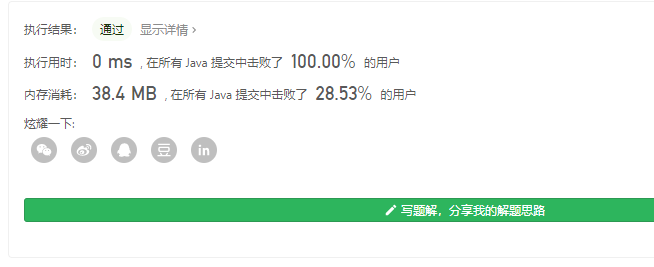 执行结果： 通过 显示详情 >
执行用时： 0 ms , 在所有 Java 提交中击败了 100.00% 的用户
内存消耗： 38.4 MB , 在所有 Java 提交中击败了 28.53% 的用户
炫耀一下:
豆 in
写题解，分享我的解题思路